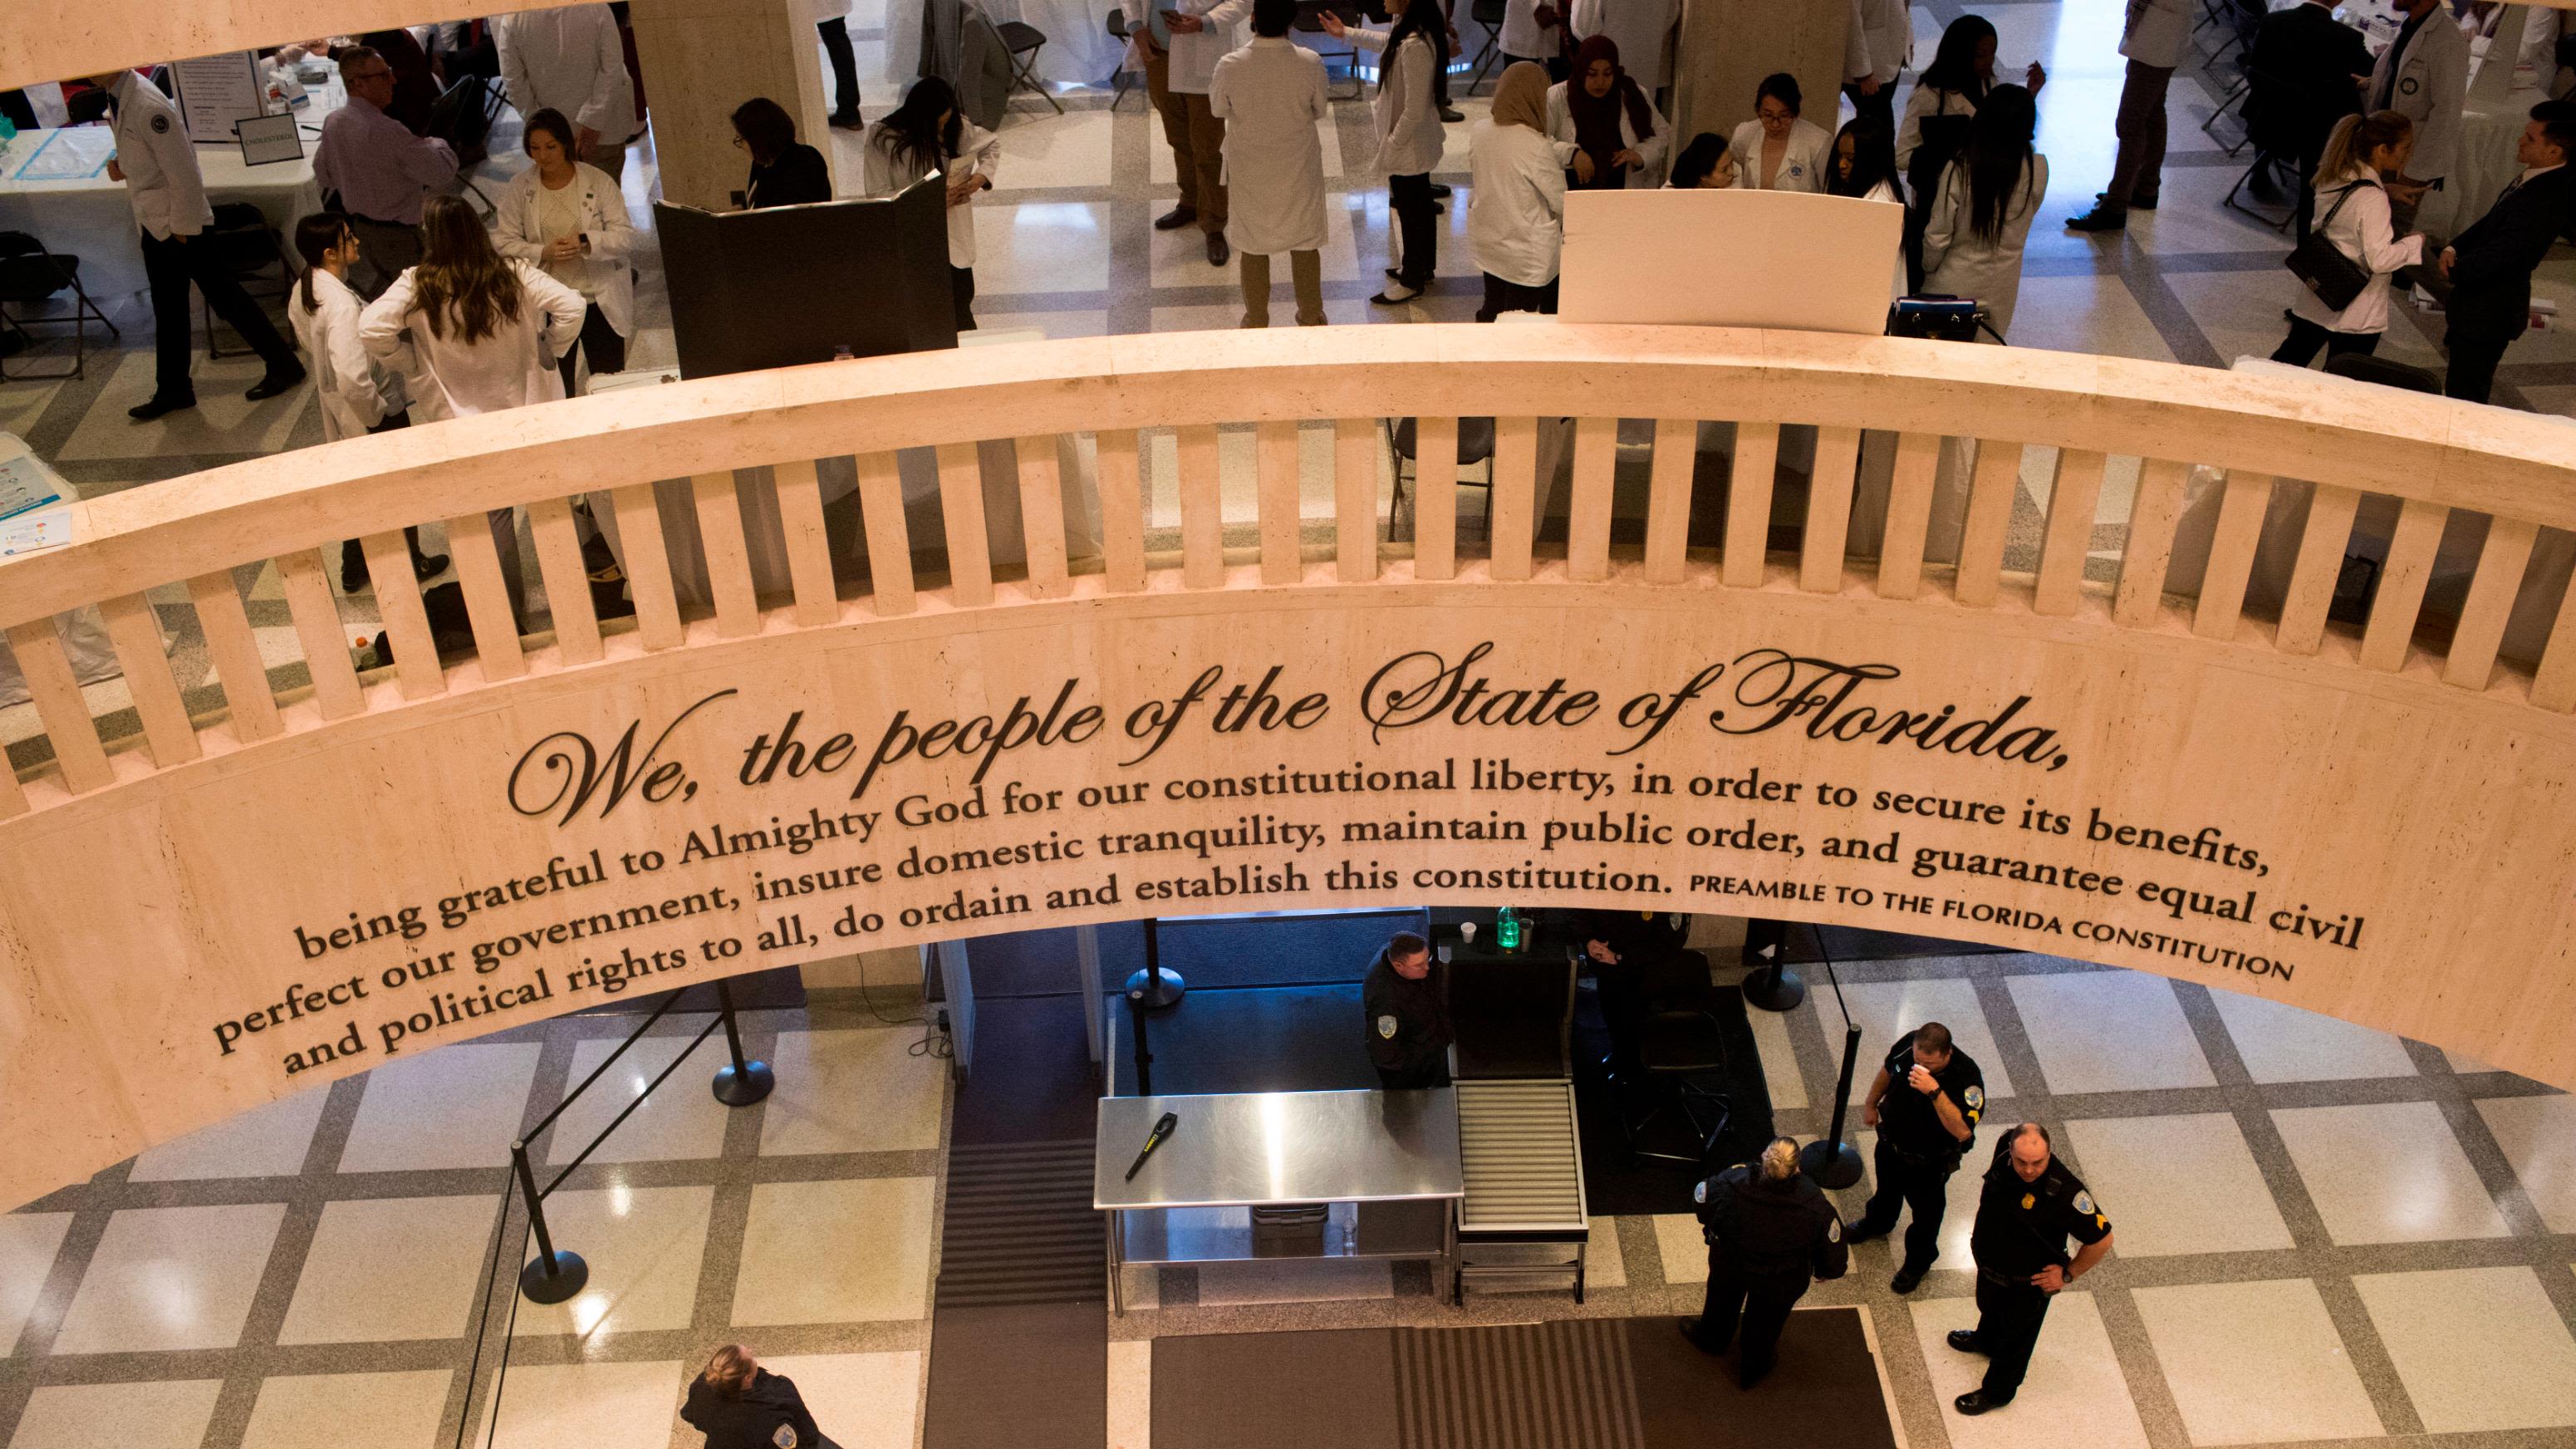 CHOLESTEROL
We, the people of the State of Florida,
being grateful to Almighty God for our constitutional liberty, in order to secure its benefits,
perfect our government, insure domestic tranquility, maintain public order, and guarantee equal civil
and political rights to all, do ordain and establish this constitution. PREAMBLE TO THE FLORIDA CONSTITUTION